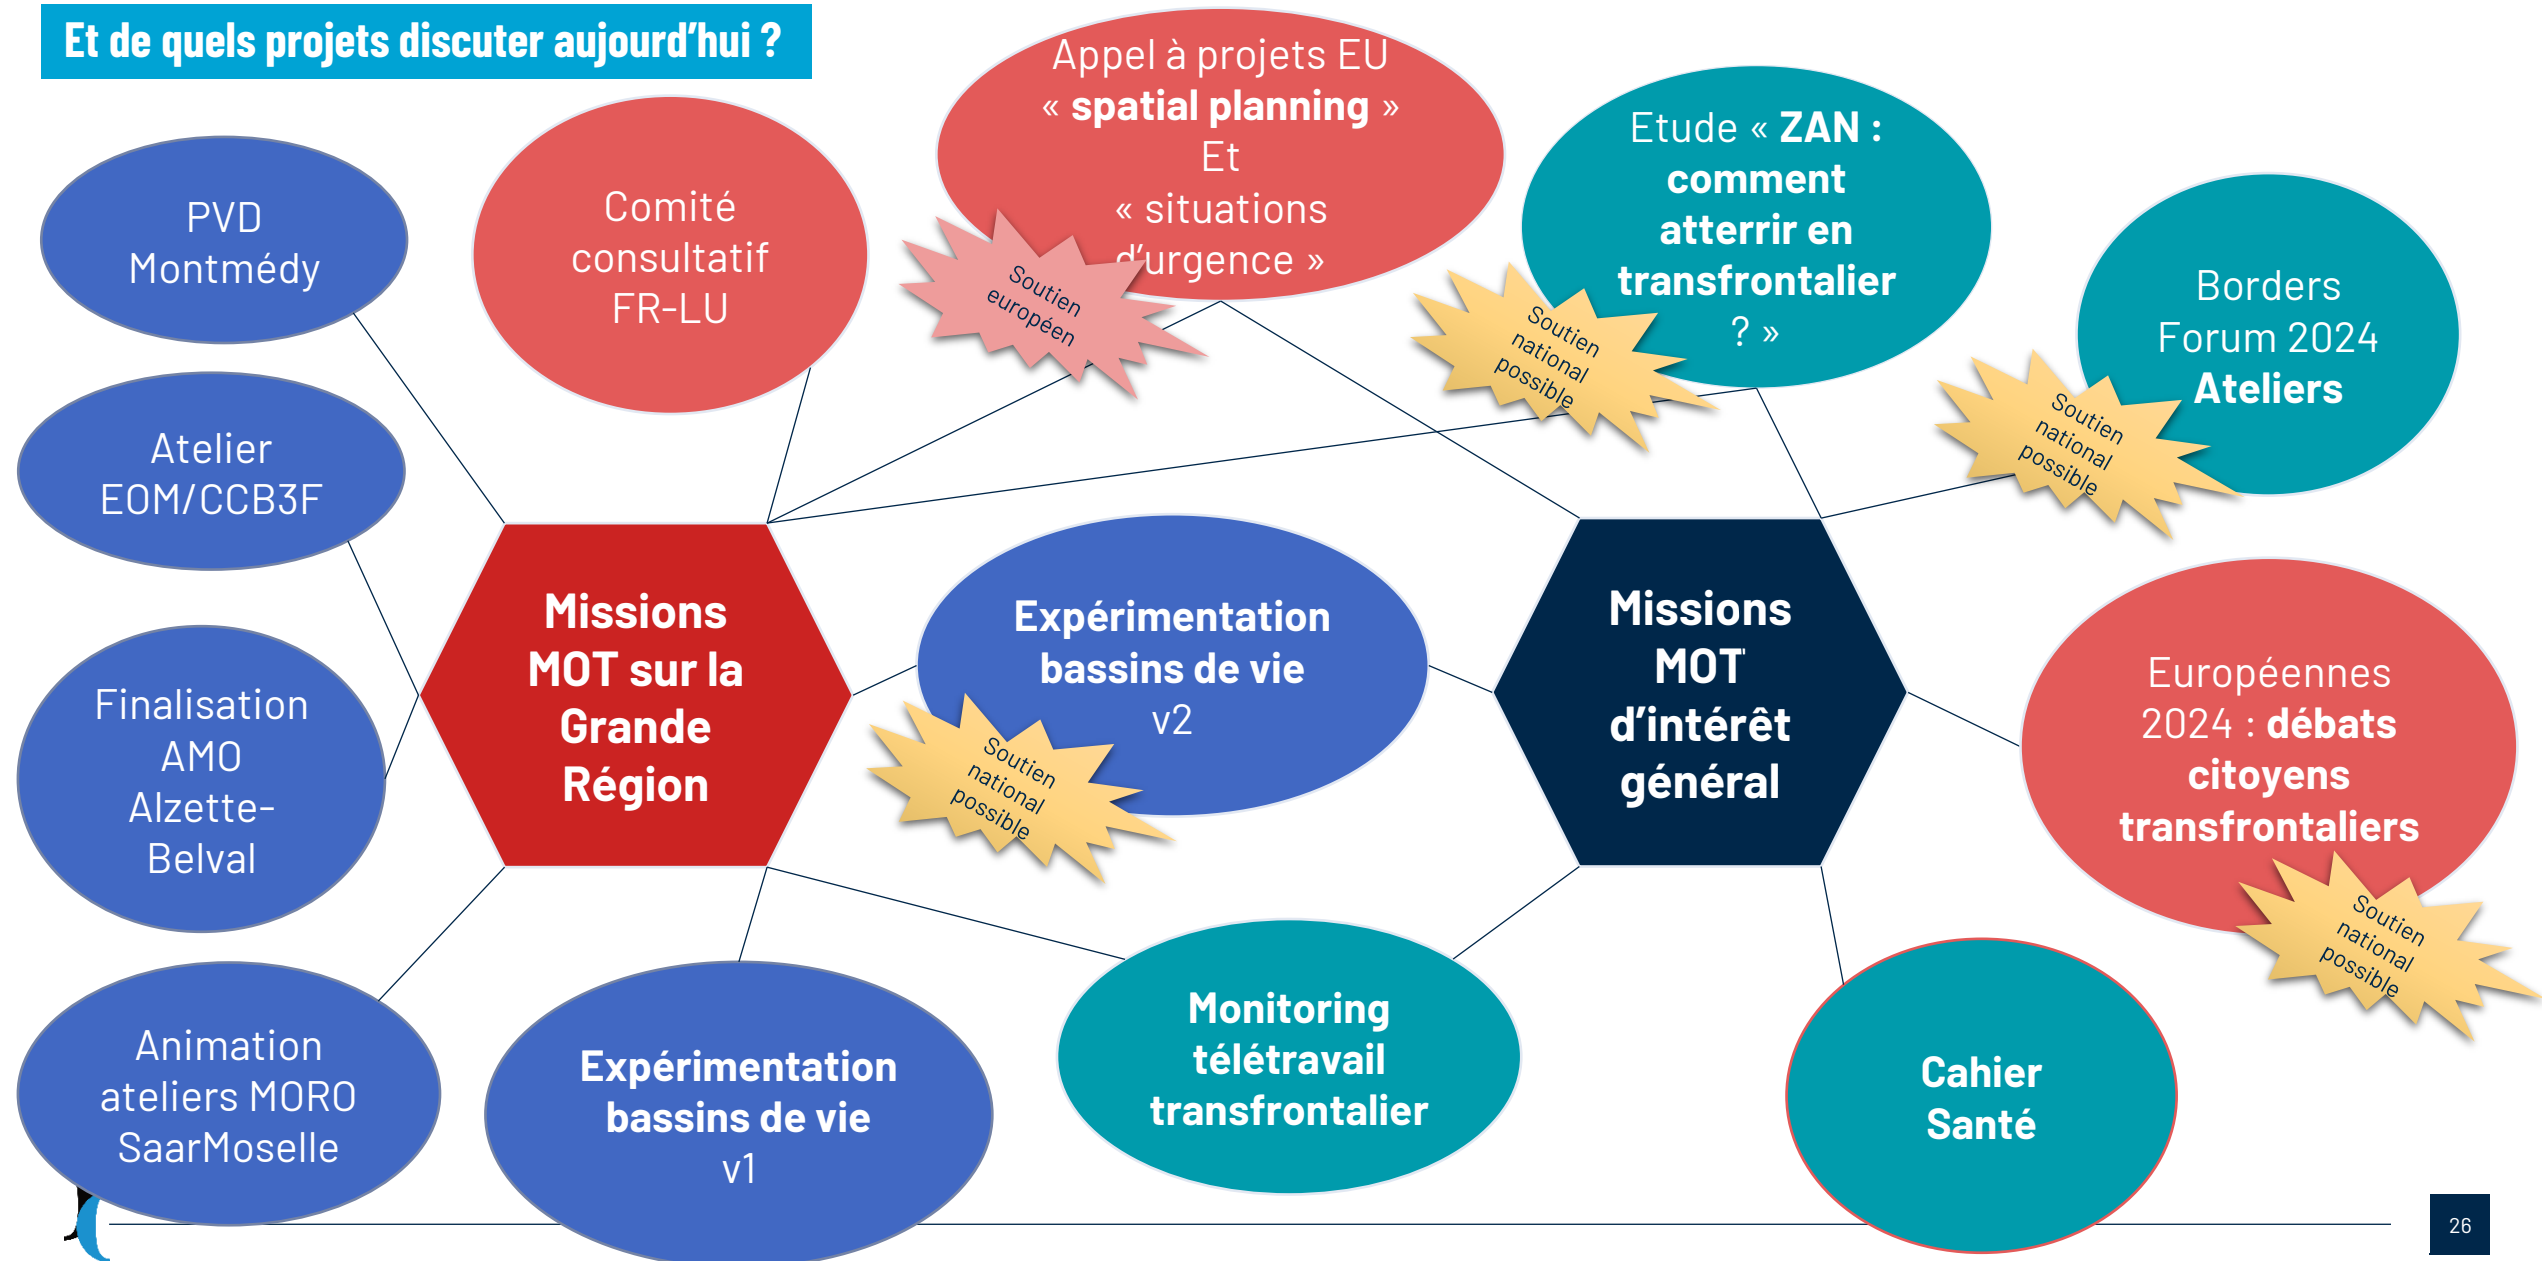 Et de quels projets discuter aujourd’hui ?
PVD
Montmédy
Comité
consultatif
FR-LU
Appel à projets EU
« spatial planning »
Et
« situations
d’urgence »
Soutien
européen
Etude « ZAN :
comment
atterrir en
transfrontalier
? »
Soutien
national
possible
Borders
Forum 2024
Ateliers
Soutien
national
possible
Atelier
EOM/CCB3F
Missions
MOT sur la
Grande
Région
Expérimentation
bassins de vie
v2
Soutien
national
possible
Missions
MOT
d’intérêt
général
Européennes
2024 : débats
citoyens
transfrontaliers
Soutien
national
possible
Finalisation
AMO
Alzette-
Belval
Animation
ateliers MORO
SaarMoselle
Expérimentation
bassins de vie
v1
Monitoring
télétravail
transfrontalier
Cahier
Santé
26